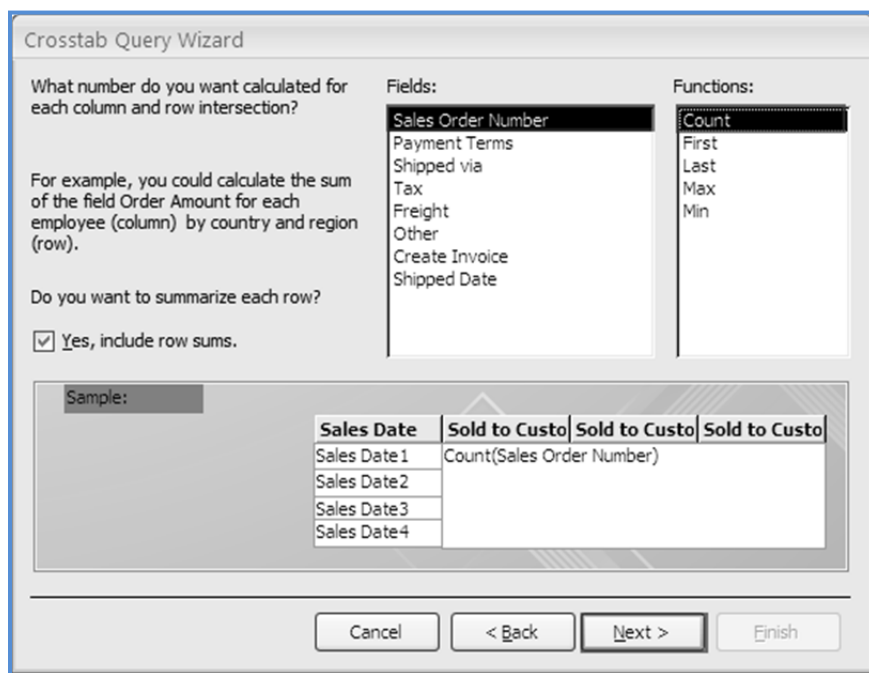 Crosstab Query Wizard
What number do you want calculated for
each column and row intersection?
For example, you could calculate the sum
of the field Order Amount for each
employee (column) by country and region
(row).
Do you want to summarize each row?
Yes, include row sums.
Fields:
Sales Order Number
Payment Terms
Shipped via
Tax
Freight
Other
Create Invoice
Shipped Date
Functions:
Count
First
Last
Max
Min
Sample:
Sales Date Sold to Custo Sold to Custo Sold to Custo
Sales Date1 Count(Sales Order Number)
Sales Date2
Sales Date3
Sales Date4
Cancel < Back Next > Finish